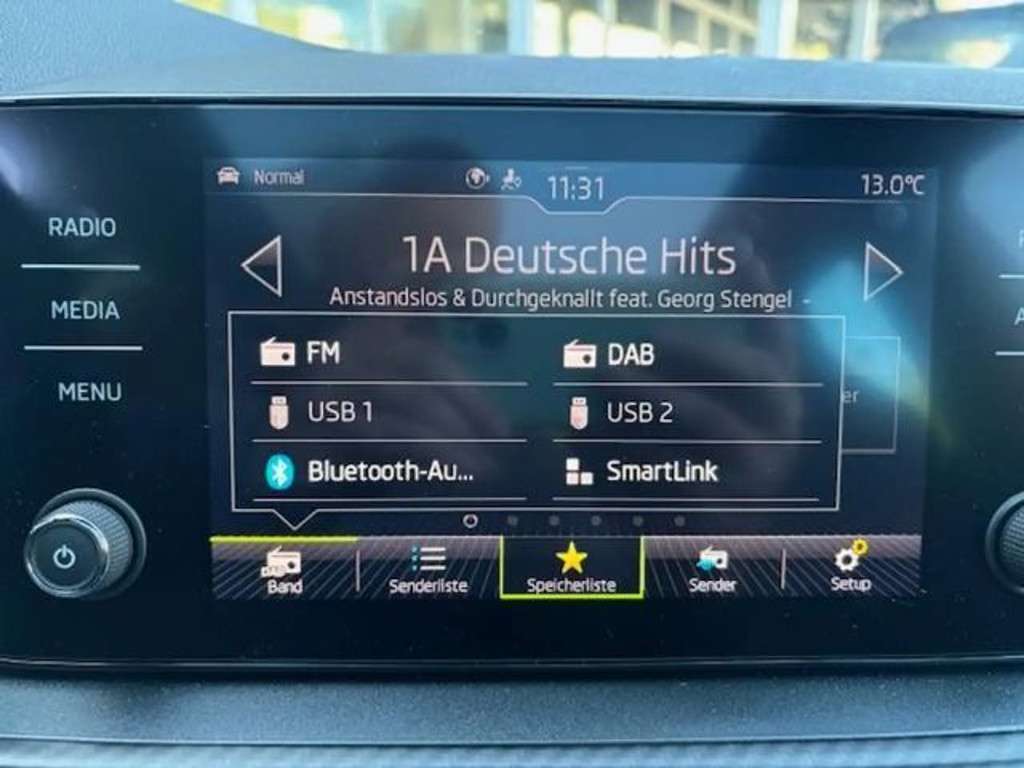 Normal
11:31
13.0°C
RADIO
MEDIA
MENU
1A Deutsche Hits
Anstandslos & Durchgeknallt feat. Georg Stengel -
FM
DAB
USB 1
USB 2
Bluetooth-Au...
SmartLink
er
Band
Senderliste
Speicherliste
Sender
Setup